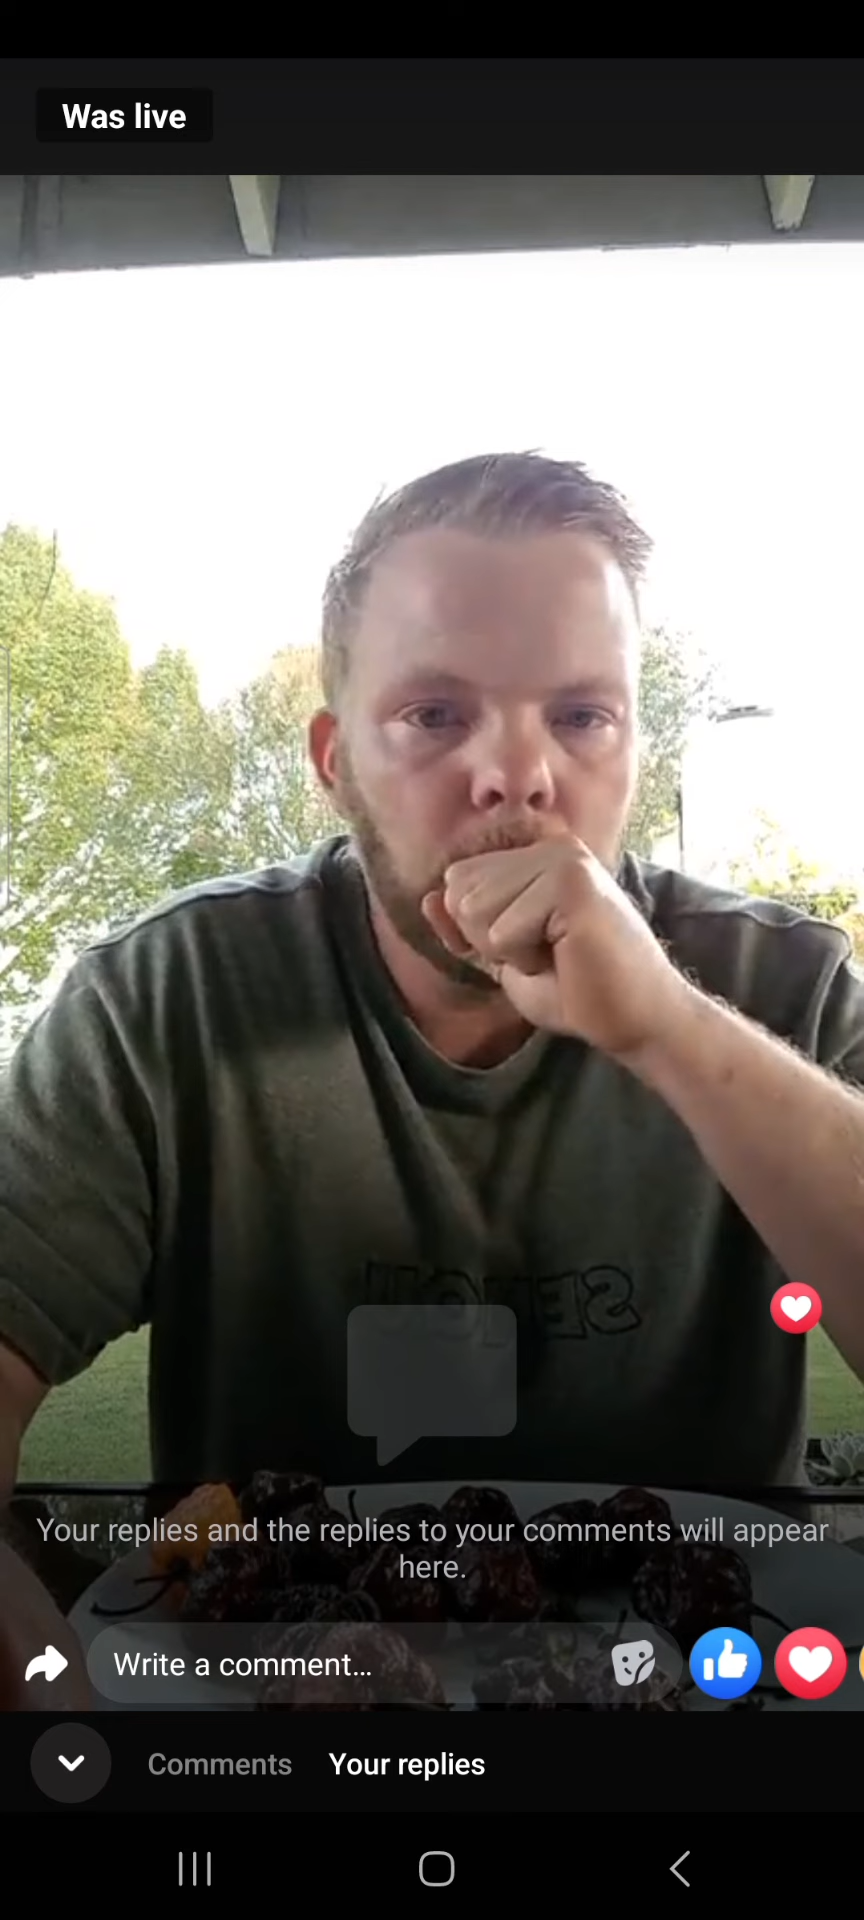 Was live
Your replies and the replies to your comments will appear
here.
Write a comment...
Comments
Your replies